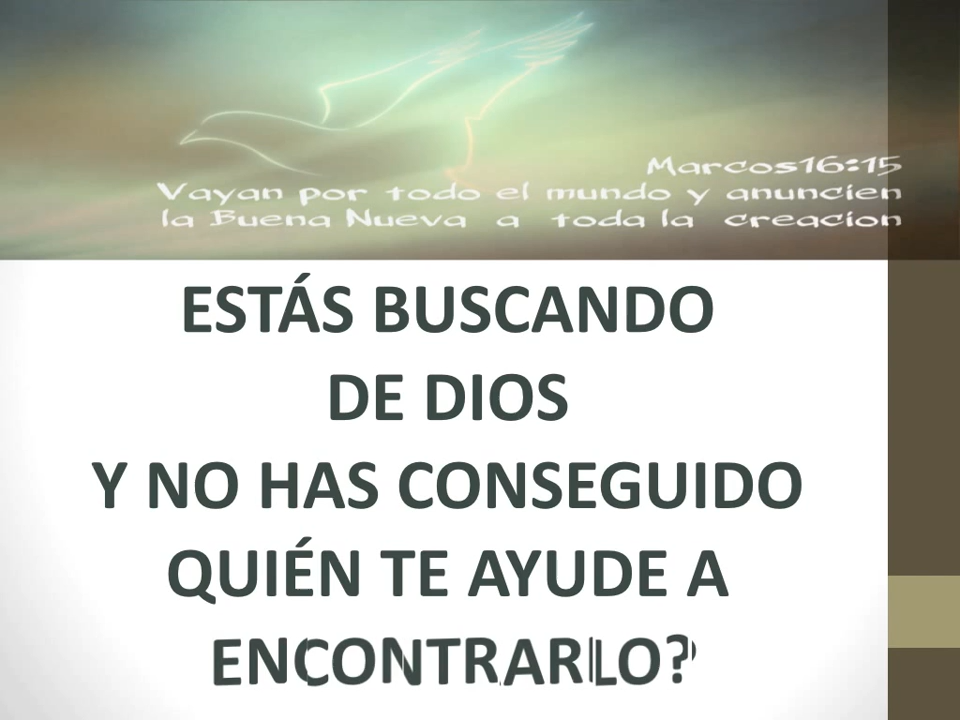 Marcos16:15
Vayan por todo el mundo y anuncien
la Buena Nueva a toda la creacion
ESTÁS BUSCANDO
DE DIOS
Y NO HAS CONSEGUIDO
QUIÉN TE AYUDE A
ENCONTRARLO?